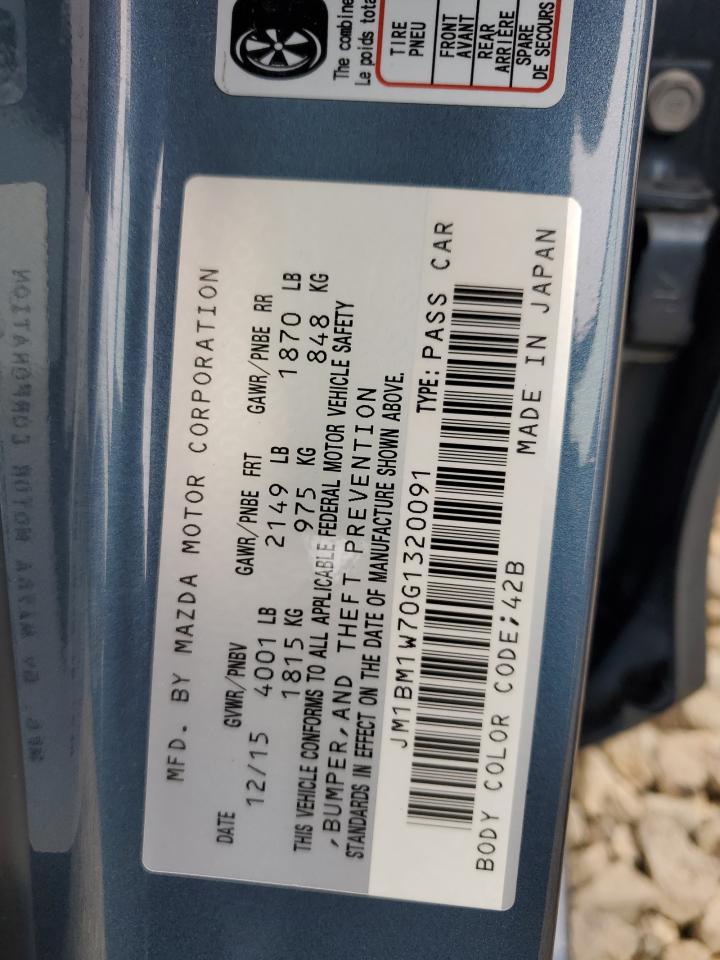 The combine
Le poids tota
TIRE
PNEU
FRONT
AVANT
REAR
ARRIÈRE
SPARE
DE SECOURS
MFD. BY MAZDA MOTOR CORPORATION
DATE GVWR/PNBV GAWR/PNBE FRT GAWR/PNBE RR
12/15 4001 LB 2149 LB 1870 LB
1815 KG 975 KG 848 KG
THIS VEHICLE CONFORMS TO ALL APPLICABLE FEDERAL MOTOR VEHICLE SAFETY
,BUMPER,AND THEFT PREVENTION
STANDARDS IN EFFECT ON THE DATE OF MANUFACTURE SHOWN ABOVE.
JM1BM1W70G1320091 TYPE:PASS CAR
BODY COLOR CODE;42B MADE IN JAPAN